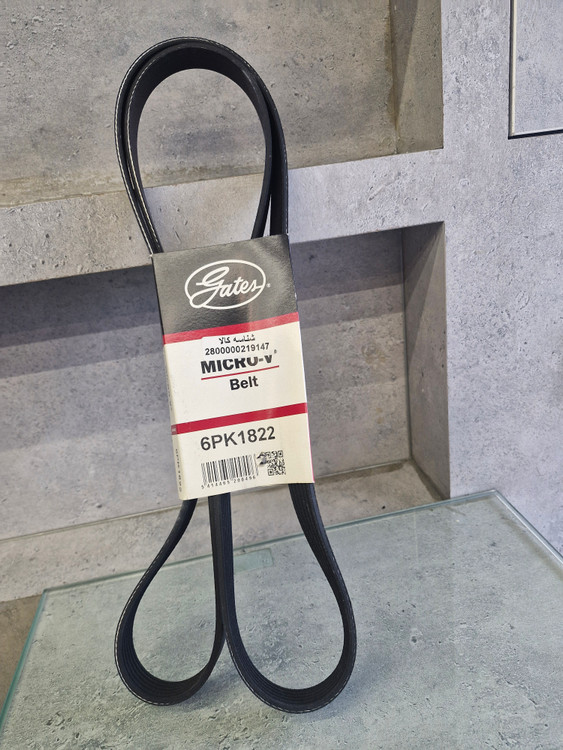 Gates®
شناسه کالا
2800000219147
MICRO-V®
Belt
6PK1822